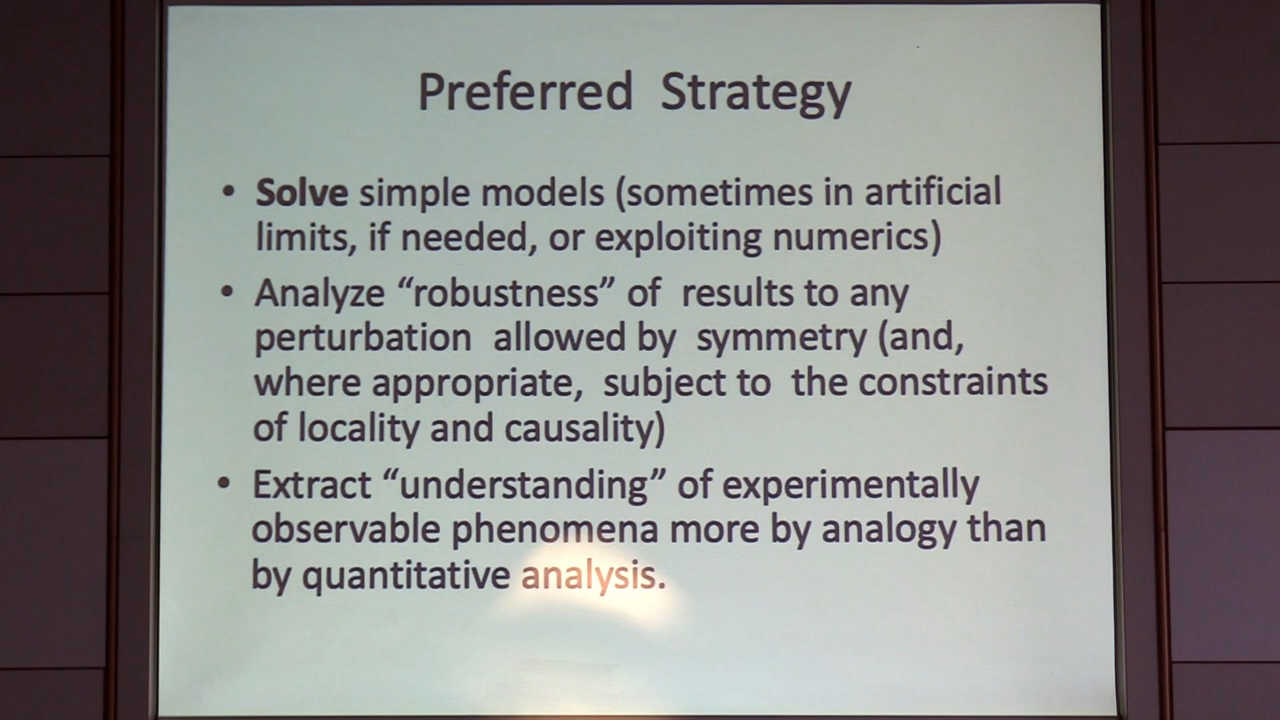 Preferred Strategy
• Solve simple models (sometimes in artificial
limits, if needed, or exploiting numerics)
• Analyze “robustness” of results to any
perturbation allowed by symmetry (and,
where appropriate, subject to the constraints
of locality and causality)
• Extract “understanding” of experimentally
observable phenomena more by analogy than
by quantitative analysis.